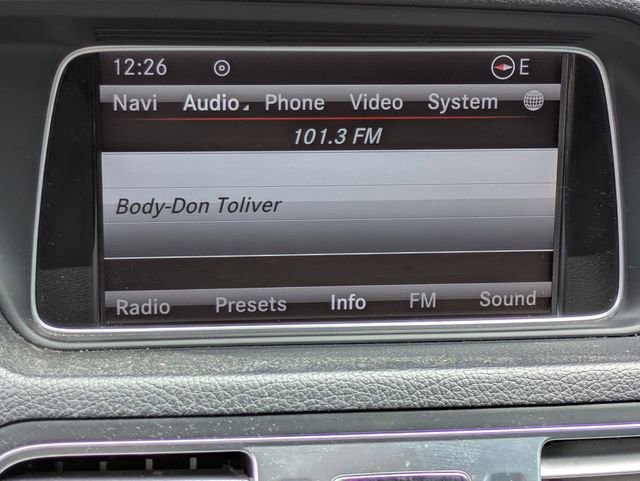 12:26 E
Navi Audio Phone Video System
101.3 FM
Body-Don Toliver
Radio Presets Info FM Sound